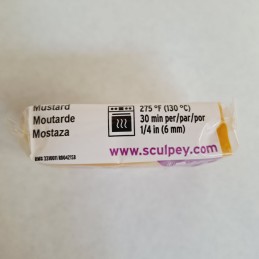 Mustard
Moutarde
Mostaza
275 °F (130 °C)
30 min per/par/por
1/4 in (6 mm)
www.sculpey.com